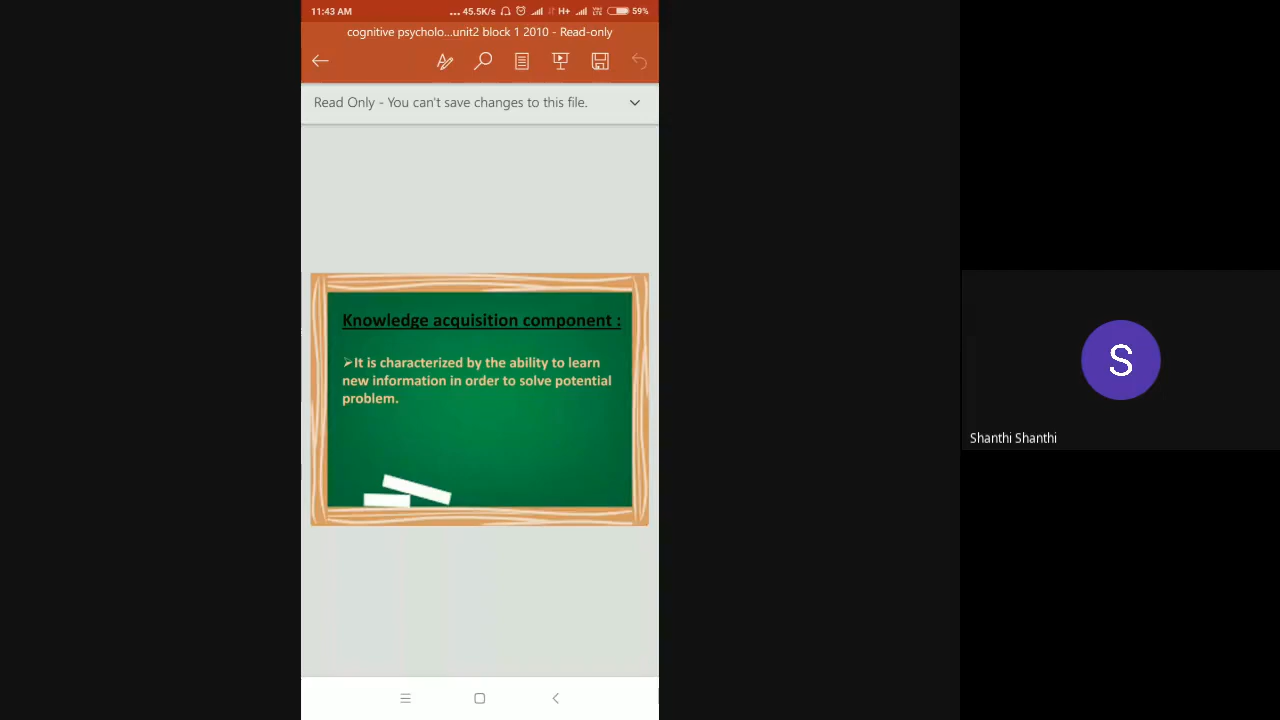 11:43 AM ... 45.5K/s H+ VoLTE 59%
cognitive psycholo...unit2 block 1 2010 - Read-only
Read Only - You can't save changes to this file.
Knowledge acquisition component :
➢It is characterized by the ability to learn
new information in order to solve potential
problem.
S
Shanthi Shanthi